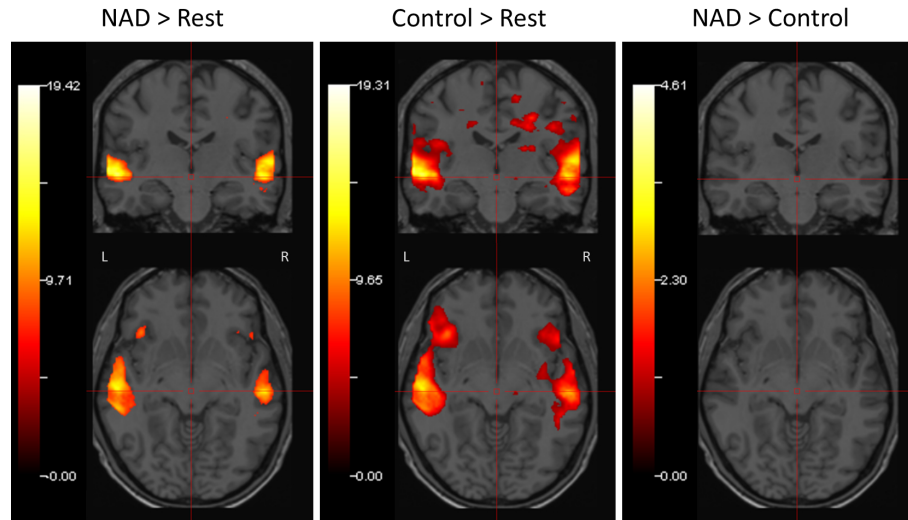 NAD > Rest
Control > Rest
NAD > Control
19.42
9.71
0.00
L
R
19.31
9.65
0.00
L
R
4.61
2.30
0.00